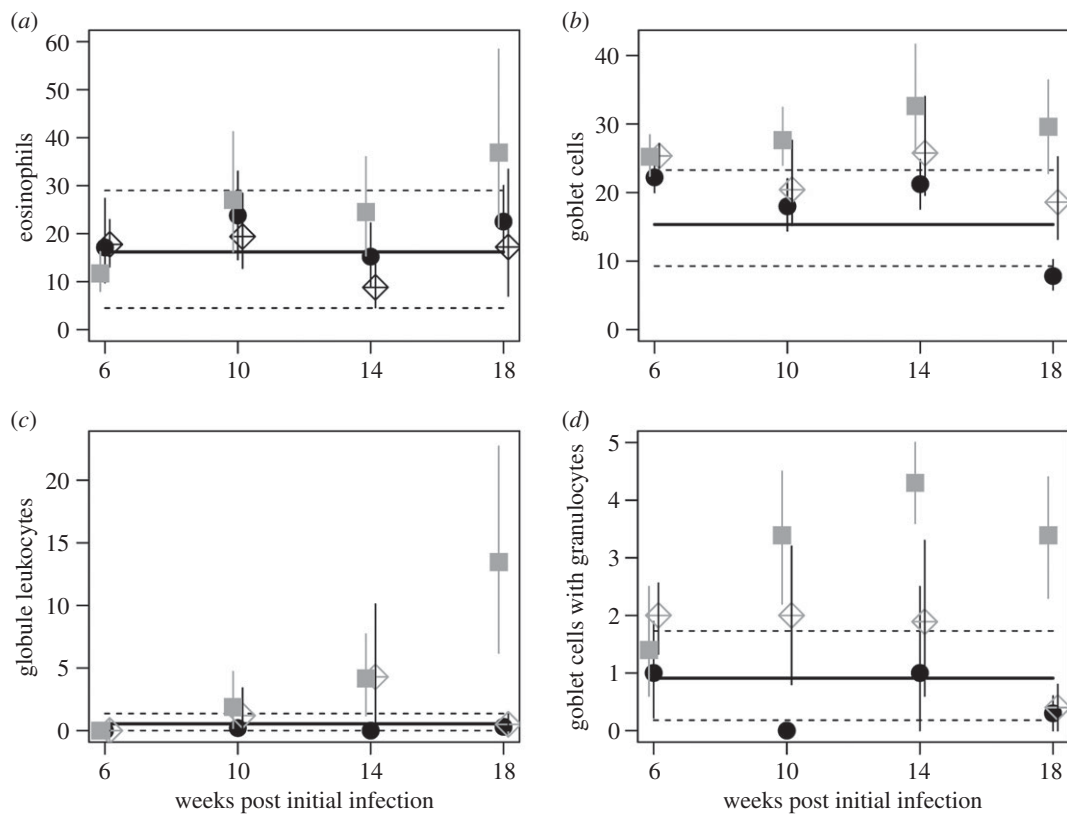 (a)
60
50
40
30
20
10
0
eosinophils
6 10 14 18
(b)
40
30
20
10
0
goblet cells
6 10 14 18
(c)
20
15
10
5
0
globule leukocytes
6 10 14 18
weeks post initial infection
(d)
5
4
3
2
1
0
goblet cells with granulocytes
6 10 14 18
weeks post initial infection